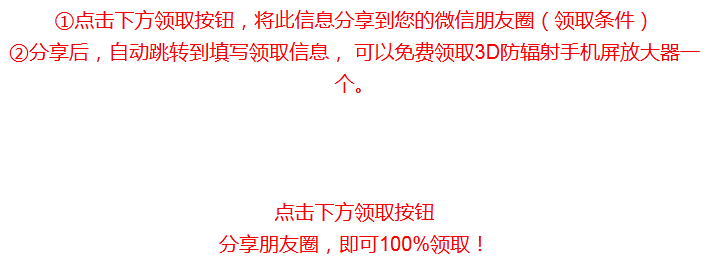 ①点击下方领取按钮，将此信息分享到您的微信朋友圈（领取条件）
②分享后，自动跳转到填写领取信息， 可以免费领取3D防辐射手机屏放大器一
个。
点击下方领取按钮
分享朋友圈，即可100%领取！